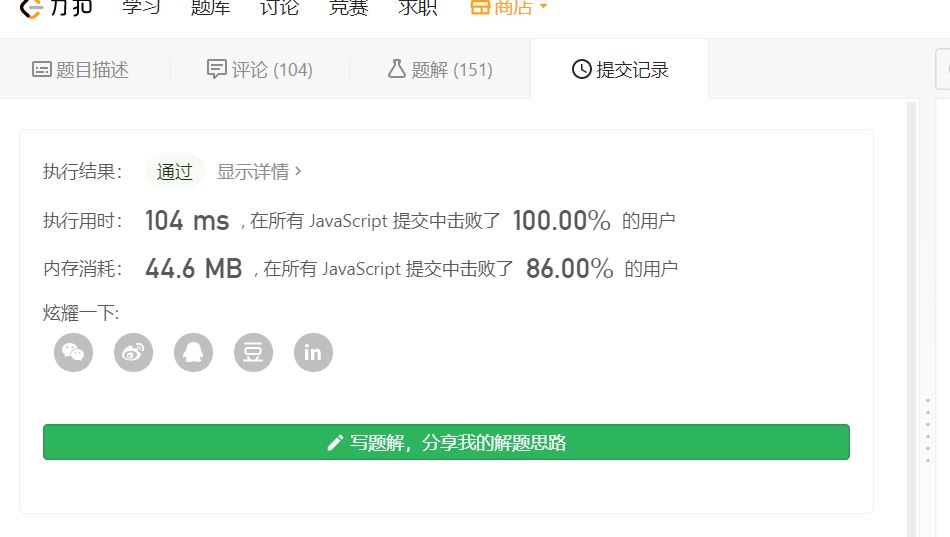 力扣 学习 题库 讨论 竞赛 求职 商店
题目描述 评论 (104) 题解 (151) 提交记录
执行结果： 通过 显示详情 >
执行用时： 104 ms , 在所有 JavaScript 提交中击败了 100.00% 的用户
内存消耗： 44.6 MB , 在所有 JavaScript 提交中击败了 86.00% 的用户
炫耀一下:
豆 in
写题解，分享我的解题思路